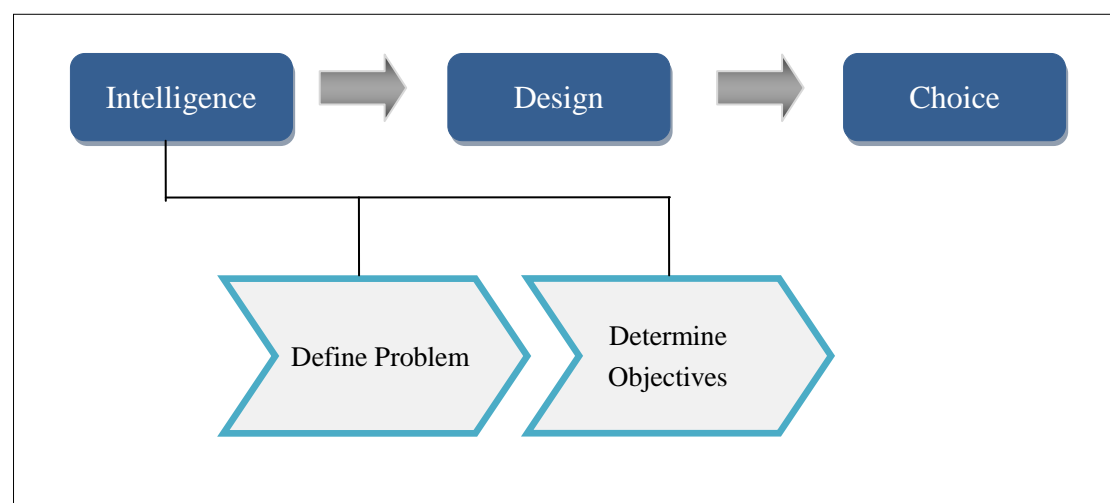 Intelligence
Design
Choice
Define Problem
Determine
Objectives